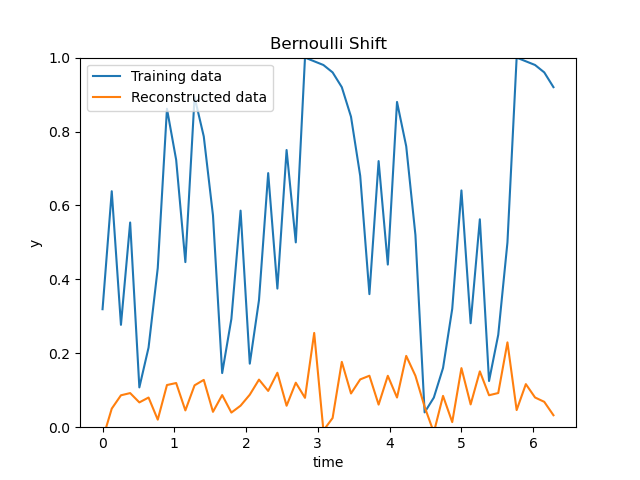 Bernoulli Shift
Training data
Reconstructed data
1.0
0.8
0.6
0.4
0.2
0.0
y
0 1 2 3 4 5 6
time